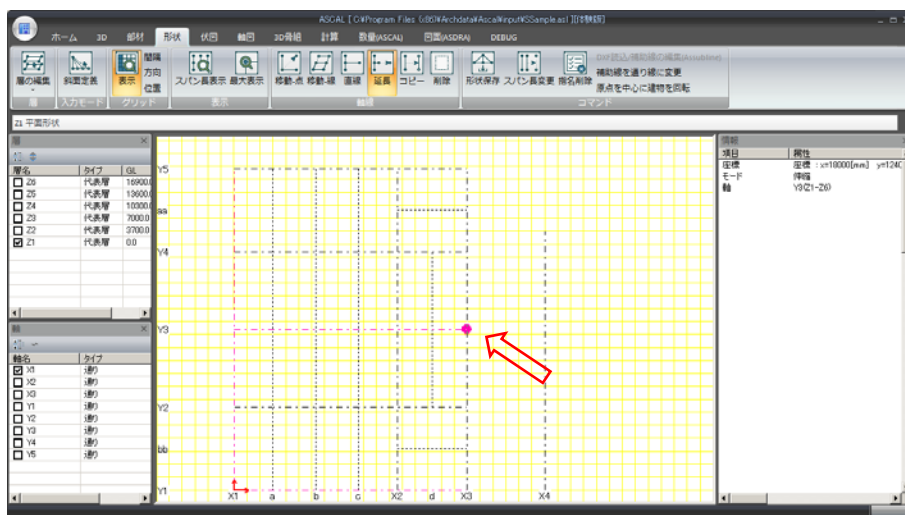 ASCAL [ C:¥Program Files (x86)¥Archdata¥Ascal¥input¥SSample.asl ][体験版]
ホーム 3D 部材 形状 伏図 軸図 3D骨組 計算 数量(ASCAL) 図面(ASDRA) DEBUG
層の編集 斜面定義 表示 間隔 方向 位置 スパン長表示 最大表示 移動-点 移動-線 直線 延長 コピー 削除 形状保存 スパン長変更 指名削除
補助線を通り線に変更
原点を中心に建物を回転
層 入力モード グリッド 表示 軸線 コマンド
Z1 平面形状
層
層名 タイプ GL
Z6 代表層 16900.0
Z5 代表層 13600.0
Z4 代表層 10300.0
Z3 代表層 7000.0
Z2 代表層 3700.0
Z1 代表層 0.0
軸
軸名 タイプ
X1 通り
X2 通り
X3 通り
Y1 通り
Y2 通り
Y3 通り
Y4 通り
Y5 通り
Y5
aa
Y4
Y3
Y2
bb
Y1
X1 a b c X2 d X3 X4
情報
項目 属性
座標 座標 : x=18000[mm] y=1240
モード 伸縮
軸 Y3(Z1-Z6)